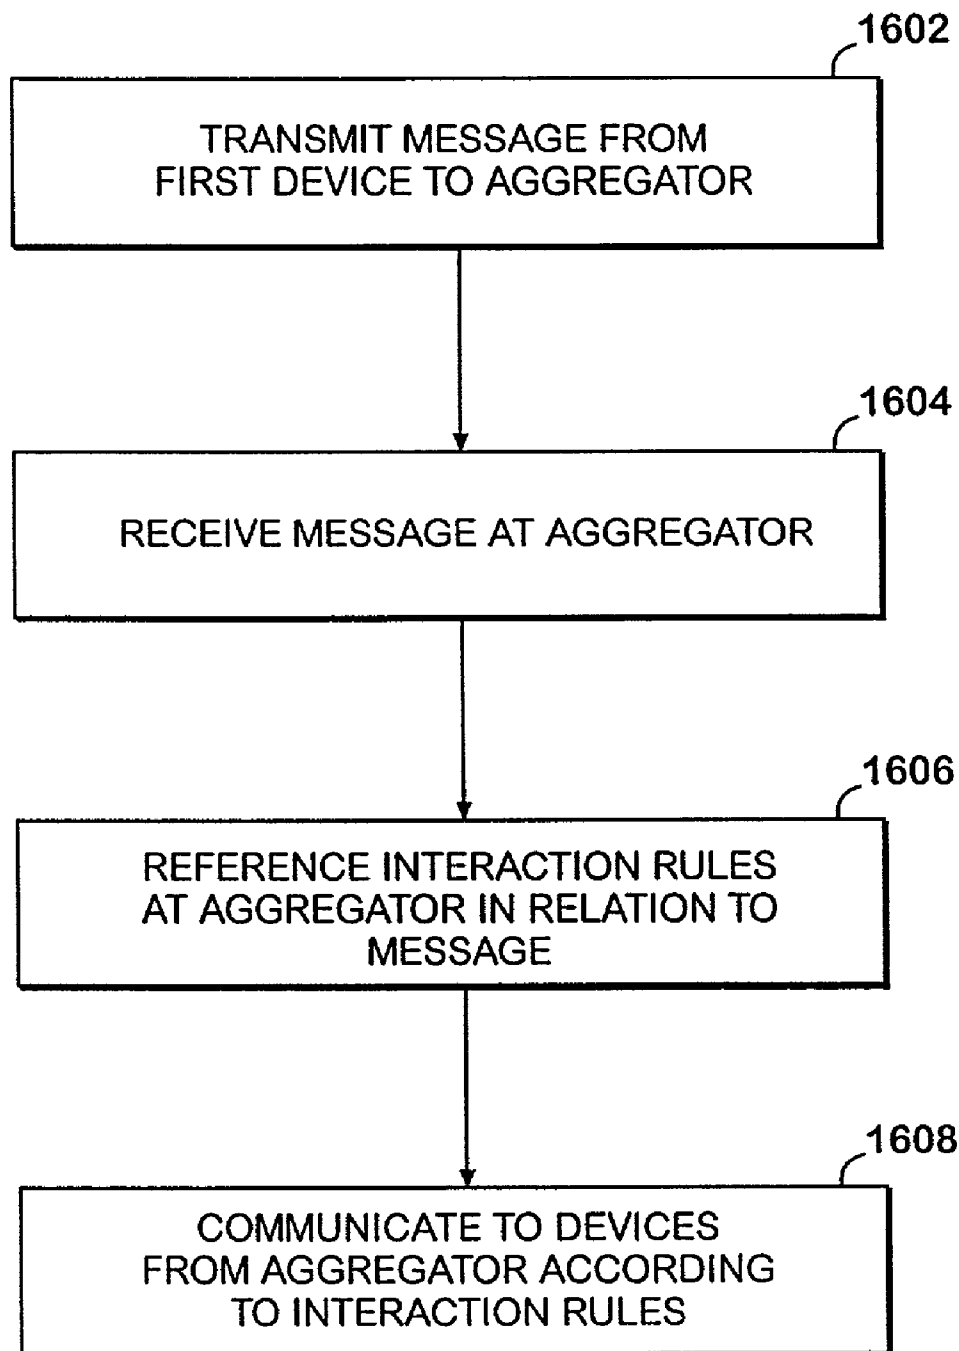 1602
TRANSMIT MESSAGE FROM
FIRST DEVICE TO AGGREGATOR
1604
RECEIVE MESSAGE AT AGGREGATOR
1606
REFERENCE INTERACTION RULES
AT AGGREGATOR IN RELATION TO
MESSAGE
1608
COMMUNICATE TO DEVICES
FROM AGGREGATOR ACCORDING
TO INTERACTION RULES